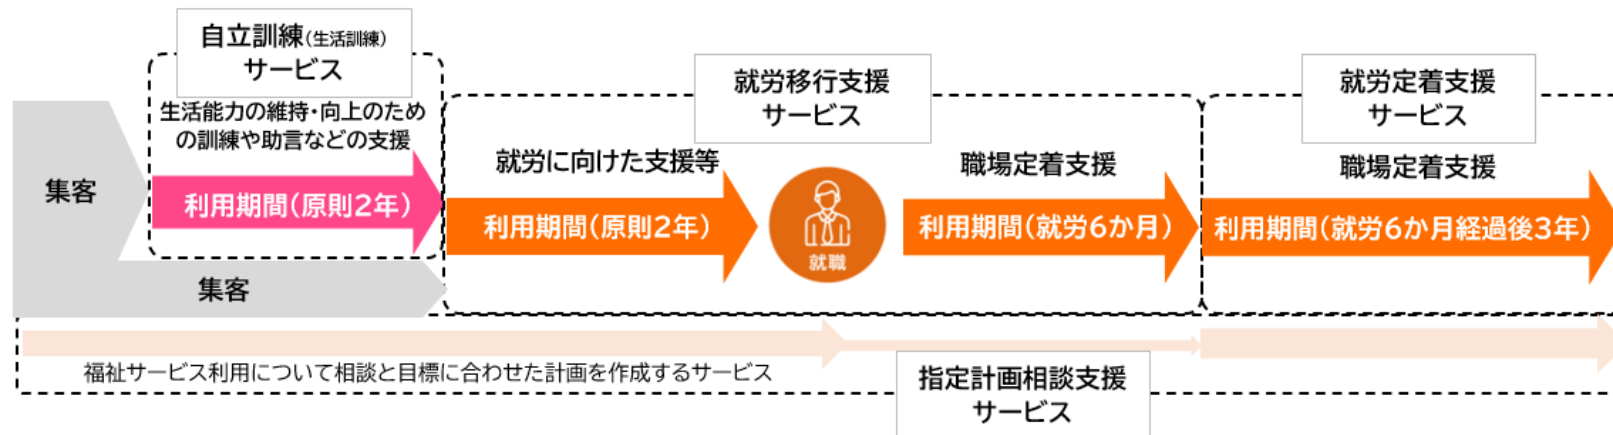 自立訓練(生活訓練)
サービス
生活能力の維持・向上のため
の訓練や助言などの支援
利用期間(原則2年)
集客
集客
就労移行支援
サービス
就労に向けた支援等
利用期間(原則2年)
就職
職場定着支援
利用期間(就労6か月)
就労定着支援
サービス
職場定着支援
利用期間(就労6か月経過後3年)
福祉サービス利用について相談と目標に合わせた計画を作成するサービス
指定計画相談支援
サービス